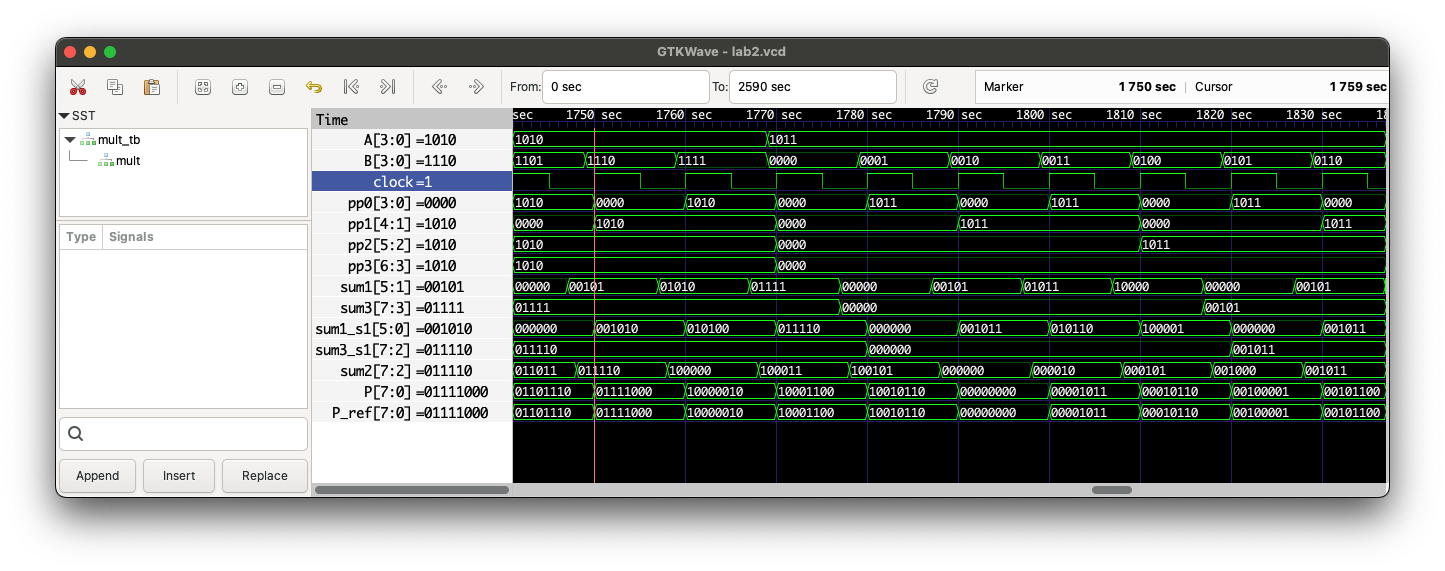 GTKWave - lab2.vcd
From: 0 sec To: 2590 sec Marker 1 750 sec | Cursor 1 759 sec
SST
mult_tb
mult
Type Signals
Append Insert Replace
Time
sec 1750 sec 1760 sec 1770 sec 1780 sec 1790 sec 1800 sec 1810 sec 1820 sec 1830 sec 18
A[3:0] =1010 1010 1011
B[3:0] =1110 1101 1110 1111 0000 0001 0010 0011 0100 0101 0110
clock=1
pp0[3:0] =0000 1010 0000 1010 0000 1011 0000 1011 0000 1011 0000
pp1[4:1] =1010 0000 1010 0000 1011 0000 1011
pp2[5:2] =1010 1010 0000 1011
pp3[6:3] =1010 1010 0000
sum1[5:1] =00101 00000 00101 01010 01111 00000 00101 01011 10000 00000 00101
sum3[7:3] =01111 01111 00000 00101
sum1_s1[5:0] =001010 000000 001010 010100 011110 000000 001011 010110 100001 000000 001011
sum3_s1[7:2] =011110 011110 000000 001011
sum2[7:2] =011110 011011 011110 100000 100011 100101 000000 000010 000101 001000 001011
P[7:0] =01111000 01101110 01111000 10000010 10001100 10010110 00000000 00001011 00010110 00100001 00101100
P_ref[7:0] =01111000 01101110 01111000 10000010 10001100 10010110 00000000 00001011 00010110 00100001 00101100